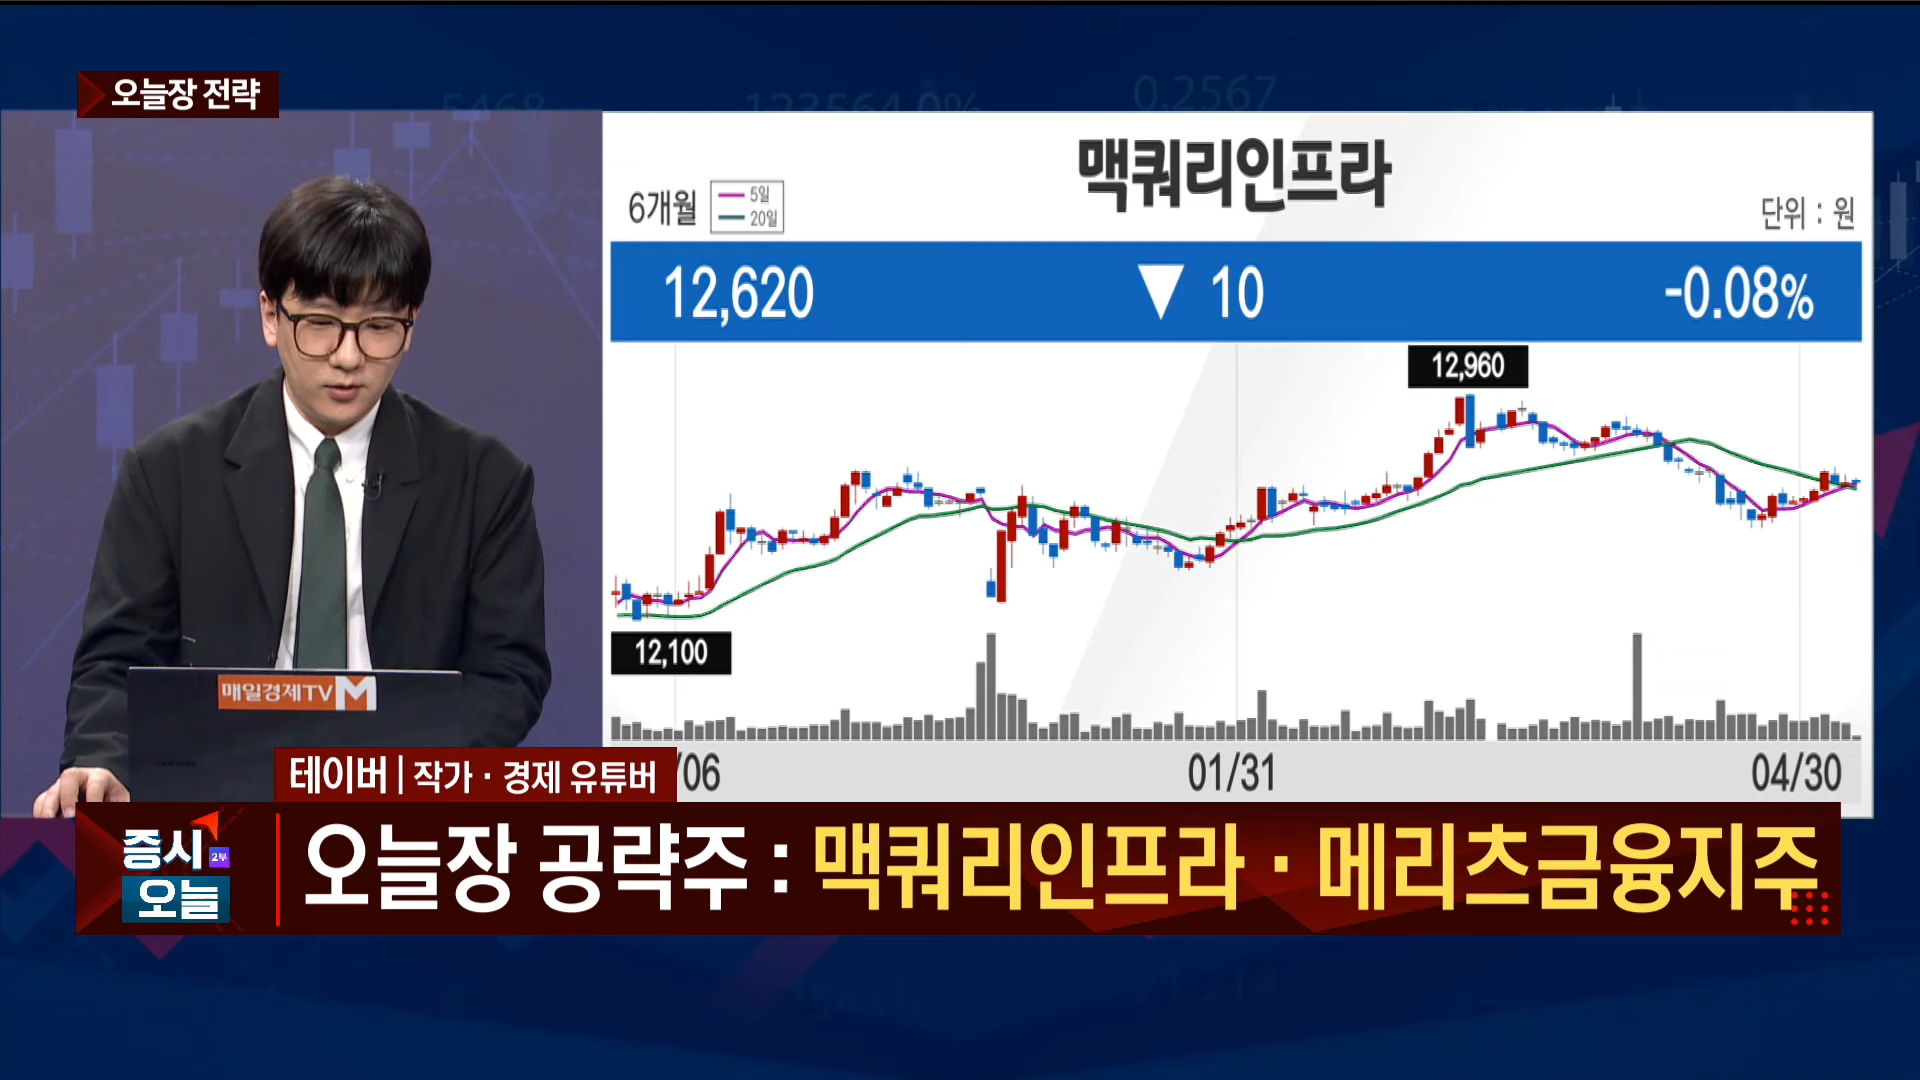 오늘장 전략
맥쿼리인프라
6개월
5일
20일
단위 : 원
12,620
▼ 10
-0.08%
12,960
12,100
/06
01/31
04/30
매일경제TV M
테이버 | 작가 · 경제 유튜버
증시 2부
오늘
오늘장 공략주 : 맥쿼리인프라 · 메리츠금융지주